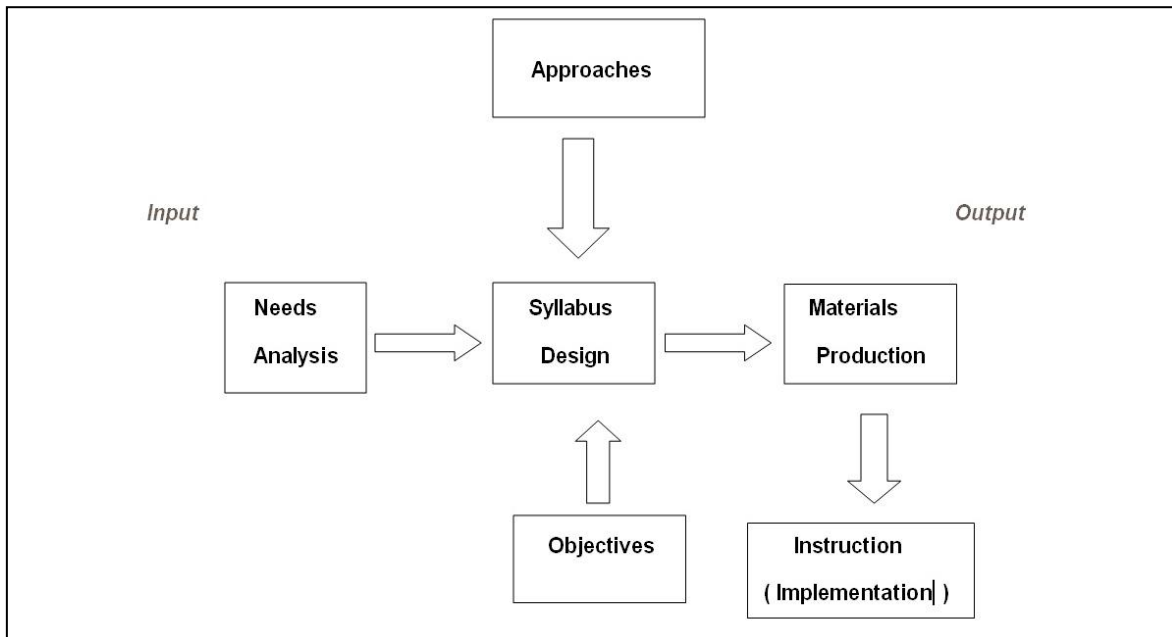 Approaches
Input
Output
Needs
Analysis
Syllabus
Design
Materials
Production
Objectives
Instruction
( Implementation )